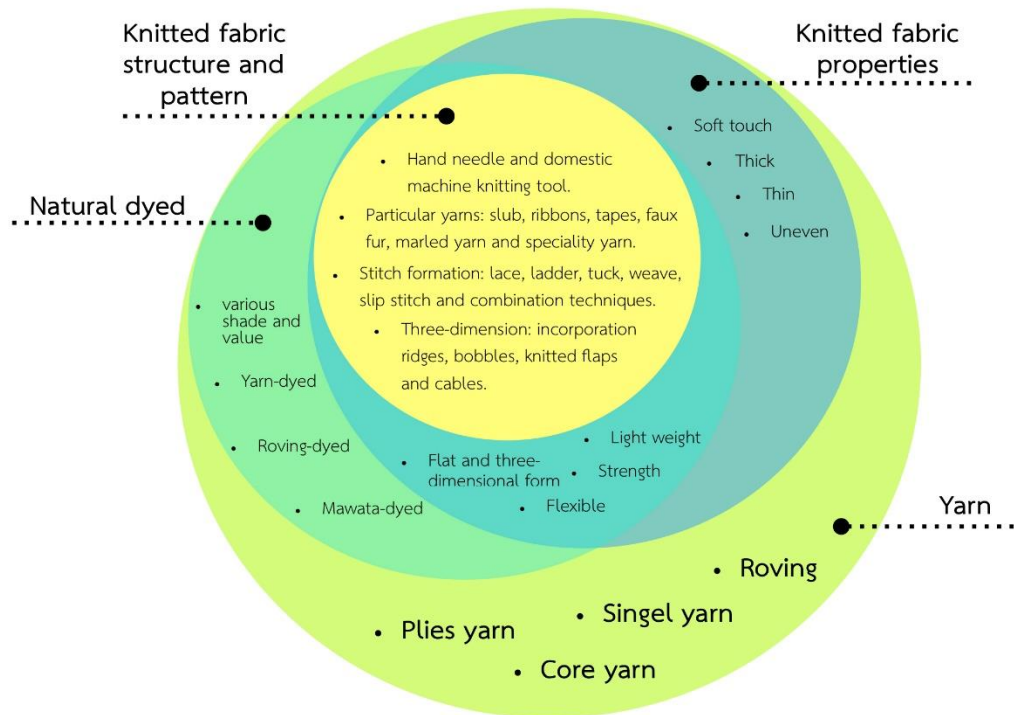 Knitted fabric
structure and
pattern
Knitted fabric
properties
Natural dyed
Yarn
• Hand needle and domestic
machine knitting tool.
• Particular yarns: slub, ribbons, tapes, faux
fur, marled yarn and speciality yarn.
• Stitch formation: lace, ladder, tuck, weave,
slip stitch and combination techniques.
• Three-dimension: incorporation
ridges, bobbles, knitted flaps
and cables.
• Soft touch
• Thick
• Thin
• Uneven
• various
shade and
value
• Yarn-dyed
• Roving-dyed
• Mawata-dyed
• Flat and three-
dimensional form
• Light weight
• Strength
• Flexible
• Roving
• Singel yarn
• Plies yarn
• Core yarn